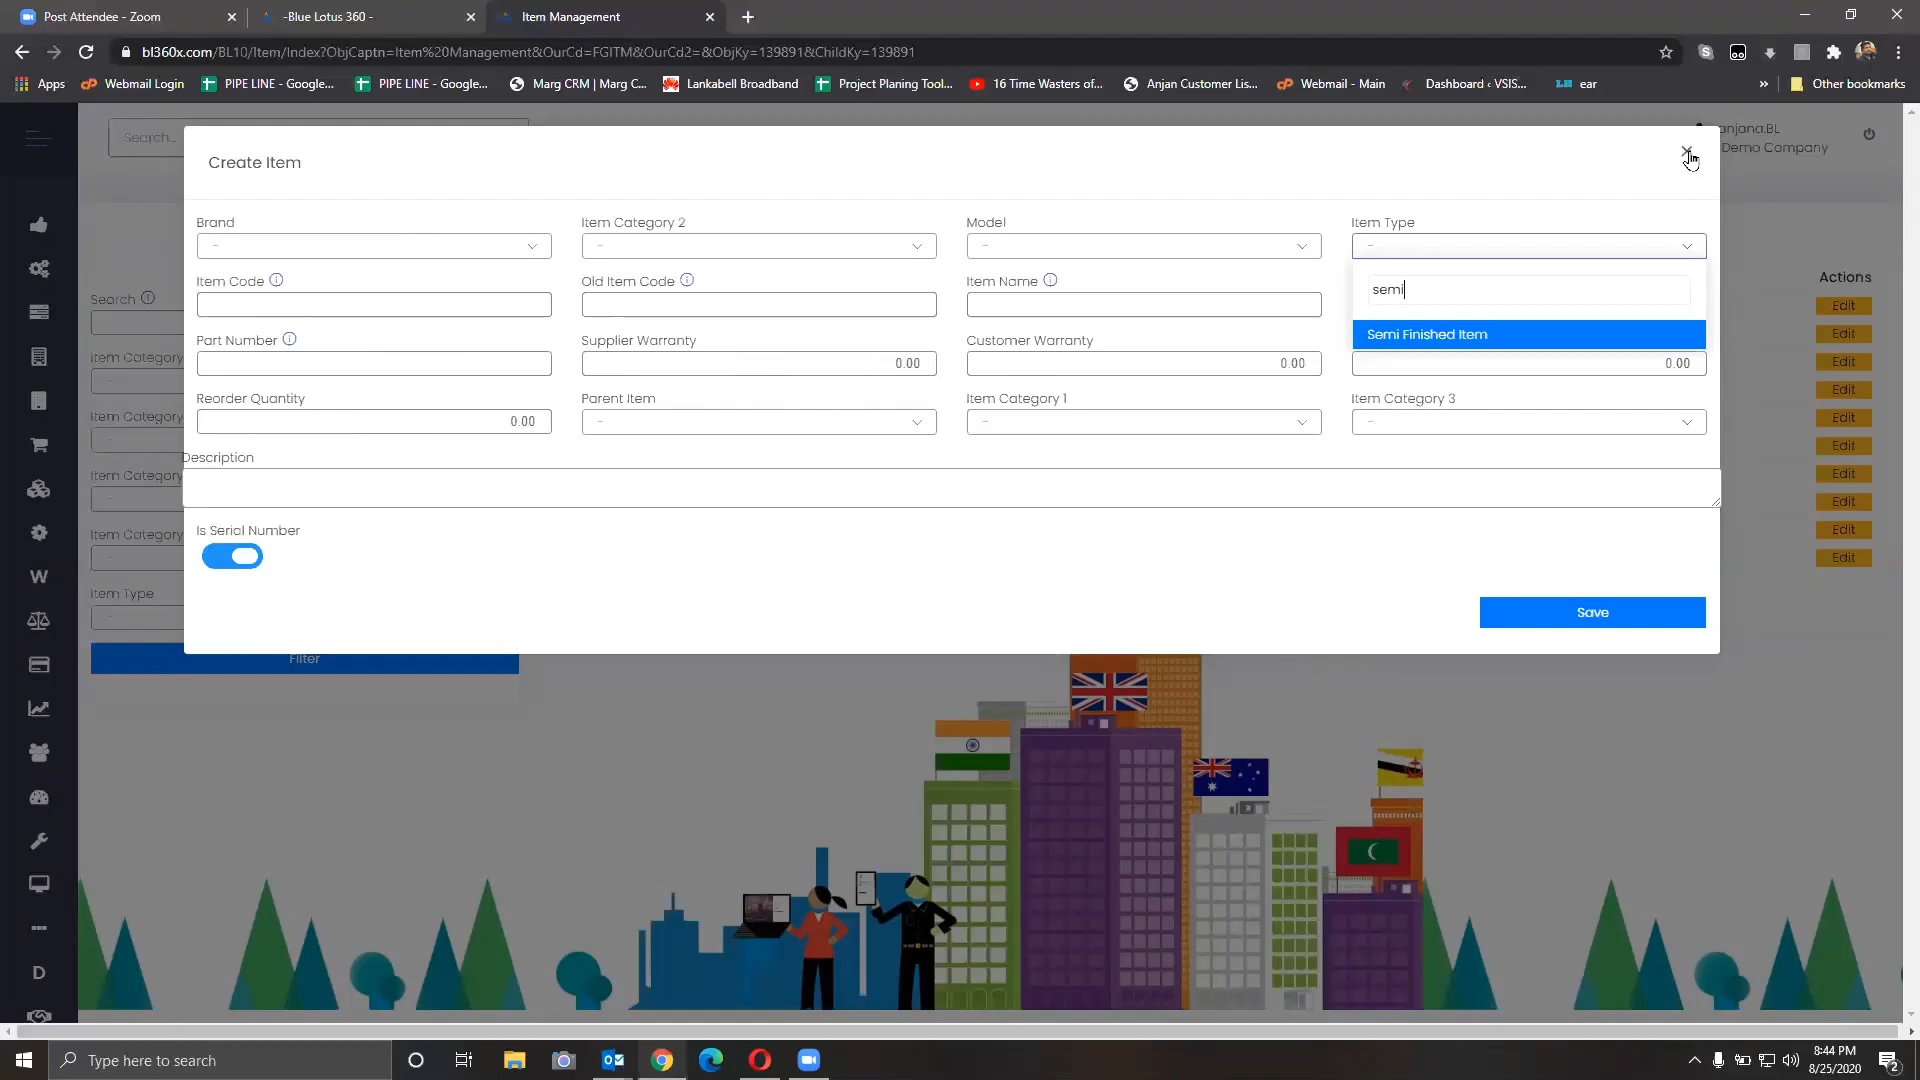 Post Attendee - Zoom
-Blue Lotus 360 -
Item Management
bl360x.com/BL10/Item/Index?ObjCaptn=Item%20Management&OurCd=FGITM&OurCd2=&ObjKy=139891&ChildKy=139891
Apps
Webmail Login
PIPE LINE - Google...
PIPE LINE - Google...
Marg CRM | Marg C...
Lankabell Broadband
Project Planing Tool...
16 Time Wasters of...
Anjan Customer Lis...
Webmail - Main
Dashboard ‹ VSIS...
ear
»
Other bookmarks
Search...
anjana.BL
Demo Company
Create Item
Brand
Item Category 2
Model
Item Type
-
-
-
-
Item Code
Old Item Code
Item Name
semi
Semi Finished Item
Part Number
Supplier Warranty
Customer Warranty
0.00
0.00
0.00
Reorder Quantity
Parent Item
Item Category 1
Item Category 3
0.00
-
-
-
Description
Is Serial Number
Save
Search
Item Category
-
Item Category
-
Item Category
-
Item Category
-
Item Type
-
Filter
Actions
Edit
Edit
Edit
Edit
Edit
Edit
Edit
Edit
Edit
Edit
W
D
Type here to search
8:44 PM
8/25/2020
2